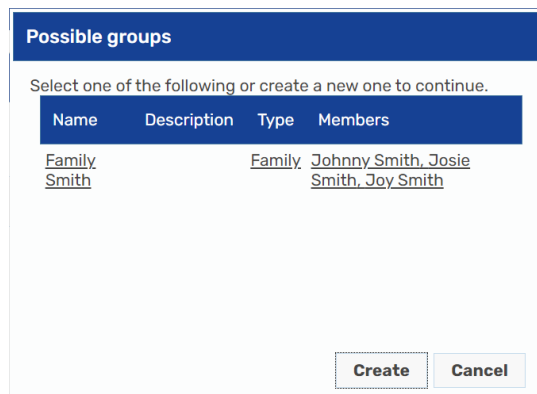 Possible groups
Select one of the following or create a new one to continue.
Name Description Type Members
Family Family Johnny Smith, Josie
Smith Smith, Joy Smith
Create Cancel